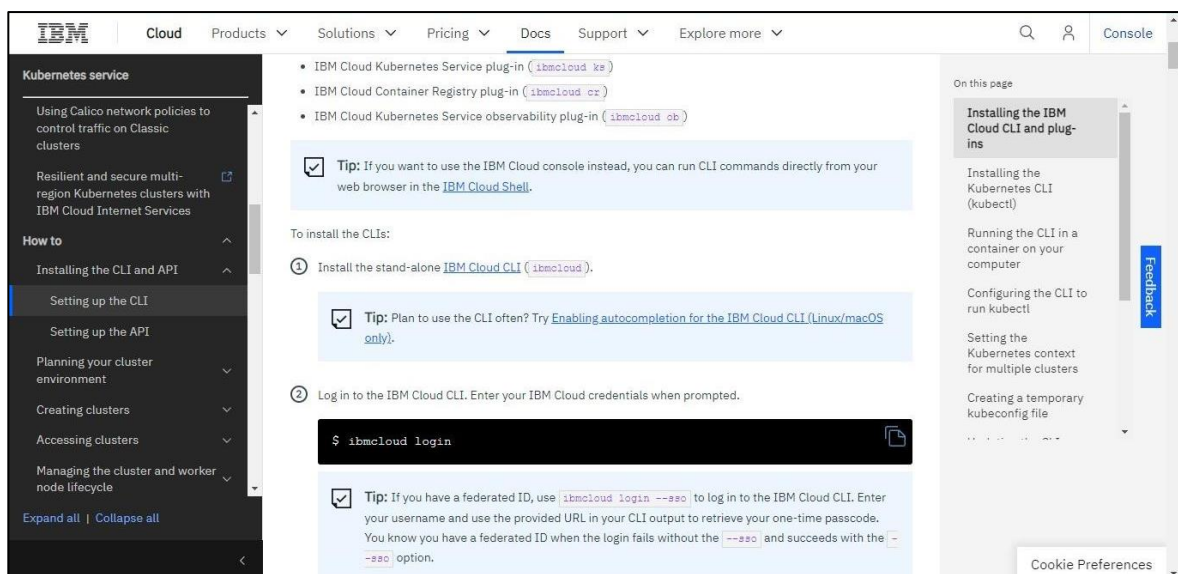 IBM Cloud Products Solutions Pricing Docs Support Explore more Console
Kubernetes service
Using Calico network policies to
control traffic on Classic
clusters
Resilient and secure multi-
region Kubernetes clusters with
IBM Cloud Internet Services
How to
Installing the CLI and API
Setting up the CLI
Setting up the API
Planning your cluster
environment
Creating clusters
Accessing clusters
Managing the cluster and worker
node lifecycle
Expand all | Collapse all
• IBM Cloud Kubernetes Service plug-in ( ibmcloud ks )
• IBM Cloud Container Registry plug-in ( ibmcloud cr )
• IBM Cloud Kubernetes Service observability plug-in ( ibmcloud ob )
Tip: If you want to use the IBM Cloud console instead, you can run CLI commands directly from your
web browser in the IBM Cloud Shell.
To install the CLIs:
1 Install the stand-alone IBM Cloud CLI ( ibmcloud ).
Tip: Plan to use the CLI often? Try Enabling autocompletion for the IBM Cloud CLI (Linux/macOS
only).
2 Log in to the IBM Cloud CLI. Enter your IBM Cloud credentials when prompted.
$ ibmcloud login
Tip: If you have a federated ID, use ibmcloud login --sso to log in to the IBM Cloud CLI. Enter
your username and use the provided URL in your CLI output to retrieve your one-time passcode.
You know you have a federated ID when the login fails without the --sso and succeeds with the -
-sso option.
On this page
Installing the IBM
Cloud CLI and plug-
ins
Installing the
Kubernetes CLI
(kubectl)
Running the CLI in a
container on your
computer
Configuring the CLI to
run kubectl
Setting the
Kubernetes context
for multiple clusters
Creating a temporary
kubeconfig file
Feedback
Cookie Preferences